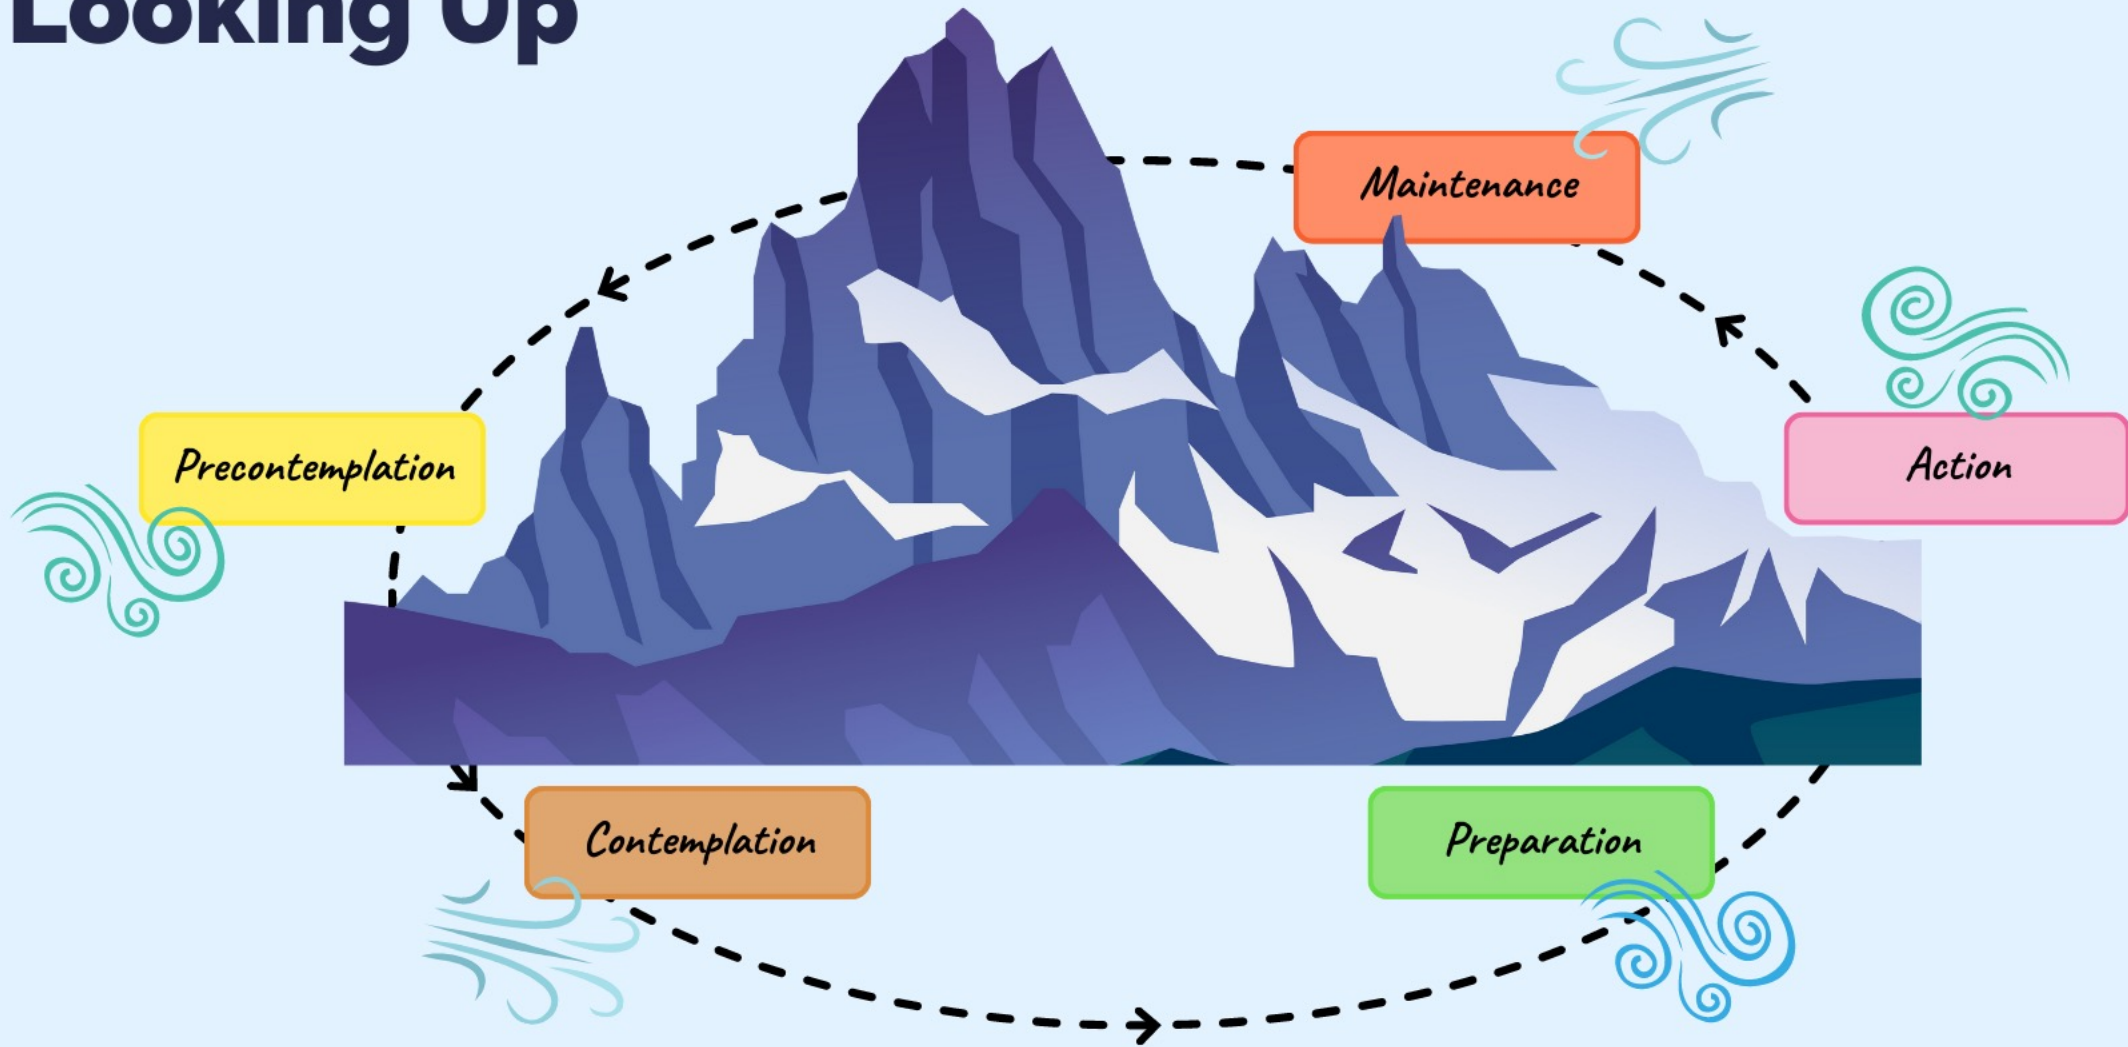 Looking Up
Maintenance
Precontemplation
Action
Contemplation
Preparation